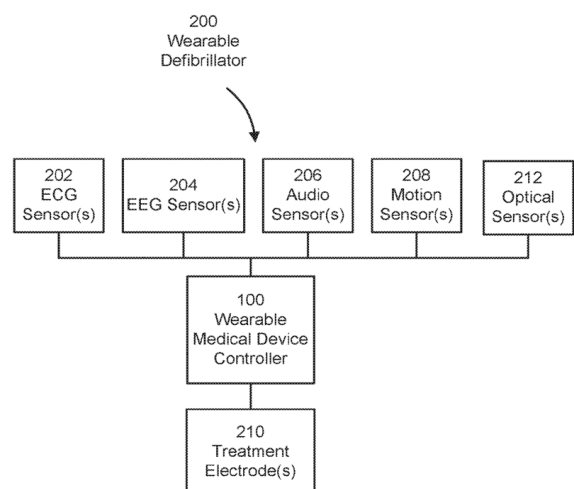 200
Wearable
Defibrillator
202
ECG
Sensor(s)
204
EEG Sensor(s)
206
Audio
Sensor(s)
208
Motion
Sensor(s)
212
Optical
Sensor(s)
100
Wearable
Medical Device
Controller
210
Treatment
Electrode(s)